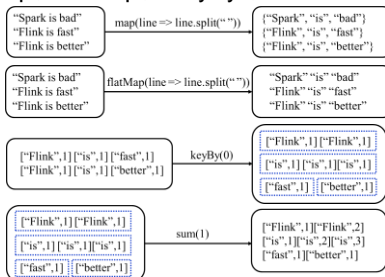 "Spark is bad"
"Flink is fast"
"Flink is better"
map(line => line.split(" "))
{"Spark", "is", "bad"}
{"Flink", "is", "fast"}
{"Flink", "is", "better"}
"Spark is bad"
"Flink is fast"
"Flink is better"
flatMap(line => line.split(" "))
"Spark" "is" "bad"
"Flink" "is" "fast"
"Flink" "is" "better"
["Flink",1] ["is",1] ["fast",1]
["Flink",1] ["is",1] ["better",1]
keyBy(0)
["Flink",1] ["Flink",1]
["is",1] ["is",1]["is",1]
["fast",1] ["better",1]
["Flink",1] ["Flink",1]
["is",1] ["is",1]["is",1]
["fast",1] ["better",1]
sum(1)
["Flink",1]["Flink",2]
["is",1]["is",2]["is",3]
["fast",1]["better",1]